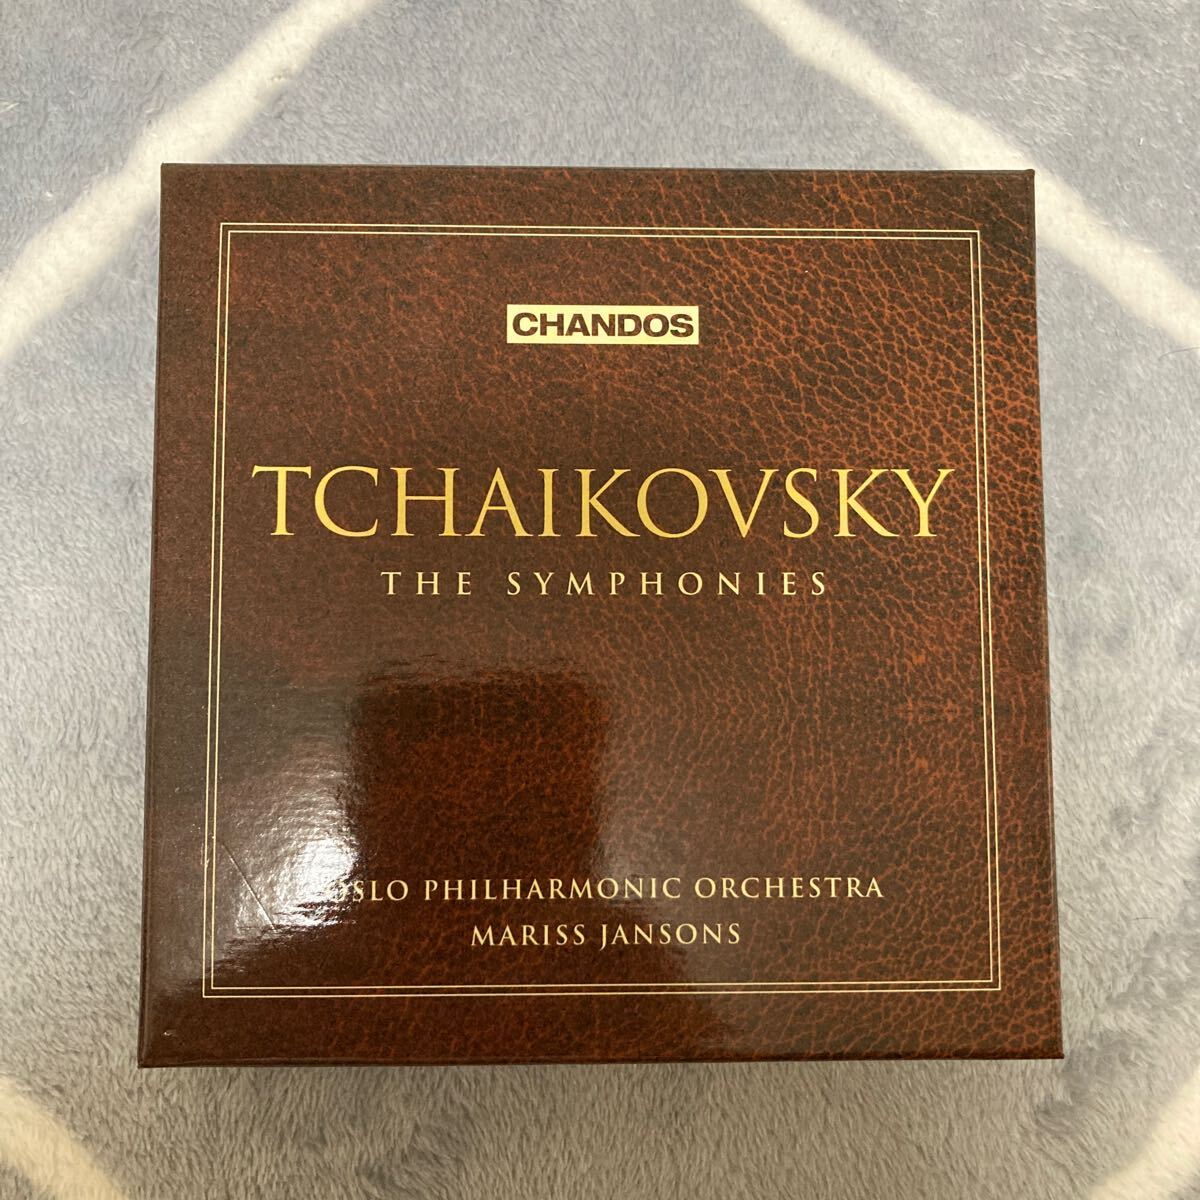 CHANDOS
TCHAIKOVSKY
THE SYMPHONIES
OSLO PHILHARMONIC ORCHESTRA
MARISS JANSONS